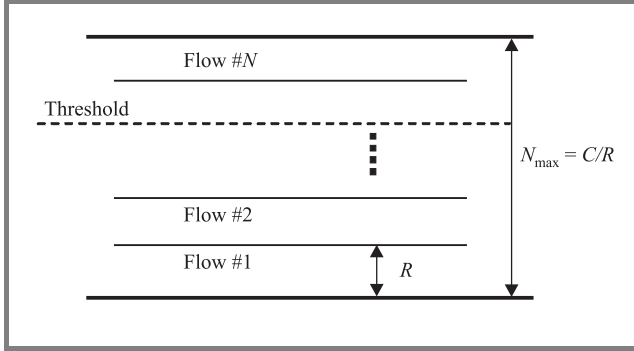 Flow #N
Threshold
N_max = C/R
Flow #2
Flow #1
R